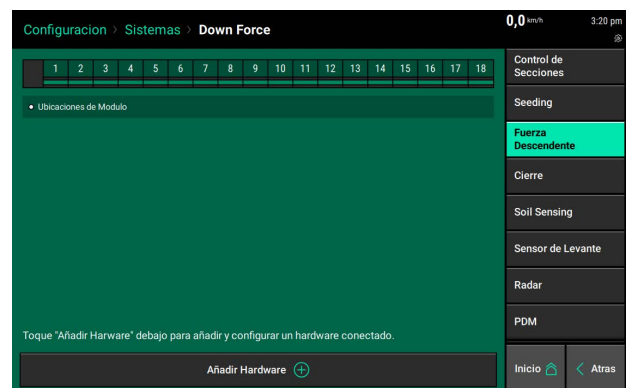 Configuracion > Sistemas > Down Force
0,0 km/h
3:20 pm
1 2 3 4 5 6 7 8 9 10 11 12 13 14 15 16 17 18
Ubicaciones de Modulo
Toque "Añadir Harware" debajo para añadir y configurar un hardware conectado.
Añadir Hardware
Control de
Secciones
Seeding
Fuerza
Descendente
Cierre
Soil Sensing
Sensor de Levante
Radar
PDM
Inicio
< Atras